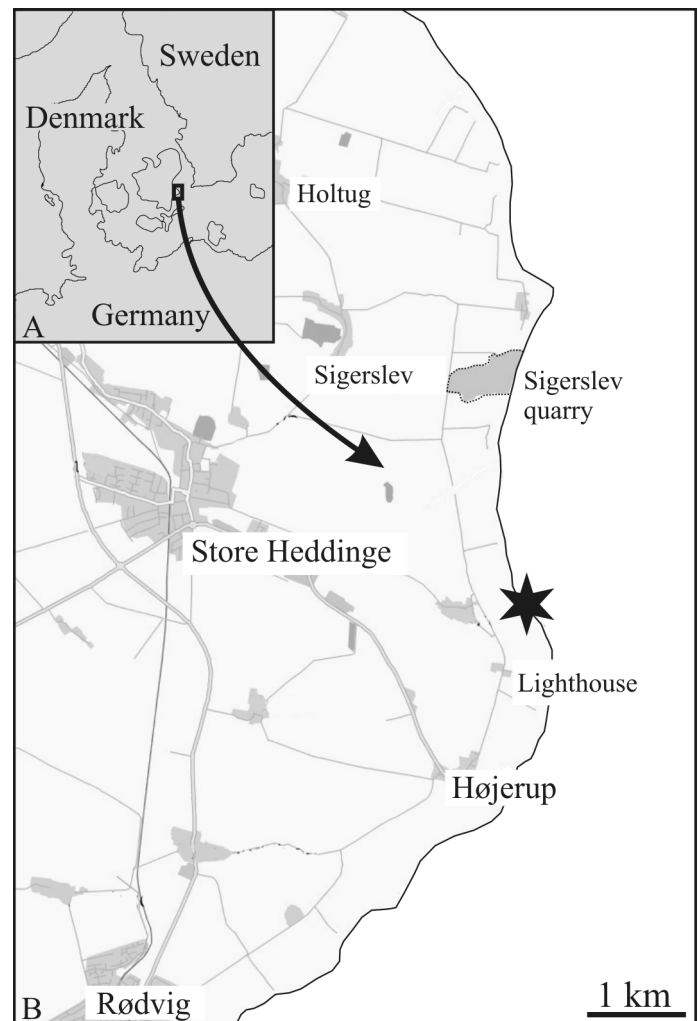 Sweden
Denmark
Germany
A
Holtug
Sigerslev
Sigerslev
quarry
Store Heddinge
Lighthouse
Højerup
Rødvig
B
1 km